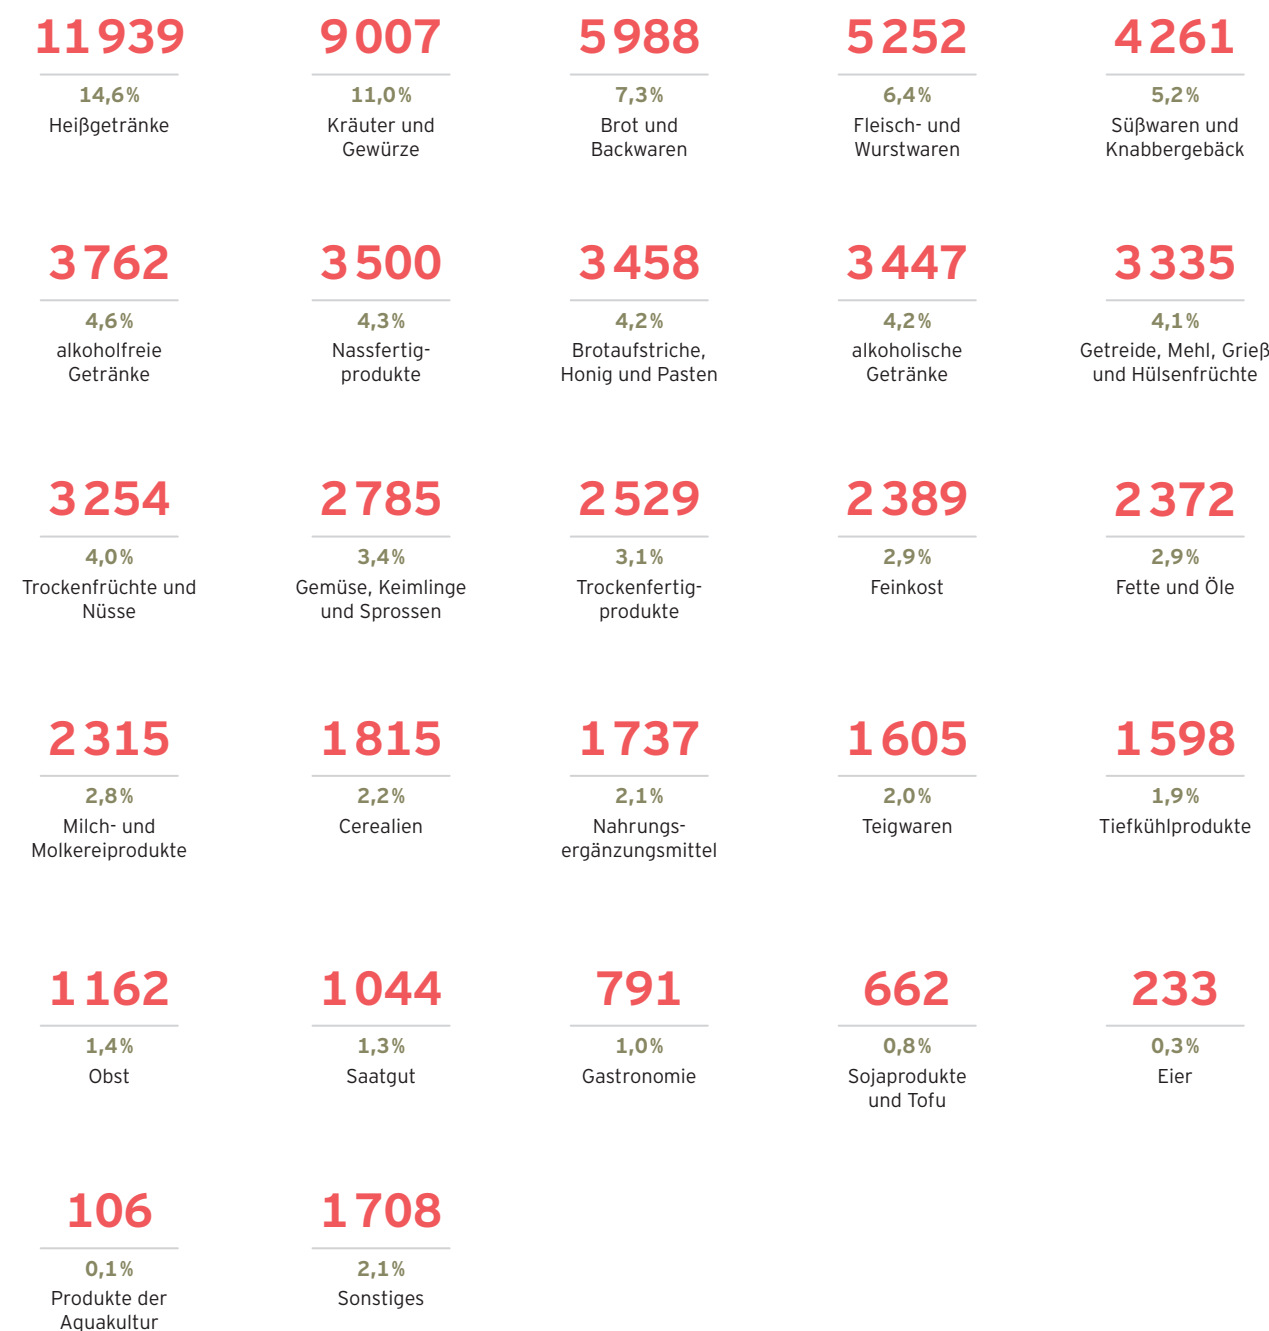 11 939
14,6 %
Heißgetränke
9 007
11,0 %
Kräuter und
Gewürze
5 988
7,3 %
Brot und
Backwaren
5 252
6,4 %
Fleisch- und
Wurstwaren
4 261
5,2 %
Süßwaren und
Knabbergebäck
3 762
4,6 %
alkoholfreie
Getränke
3 500
4,3 %
Nassfertig-
produkte
3 458
4,2 %
Brotaufstriche,
Honig und Pasten
3 447
4,2 %
alkoholische
Getränke
3 335
4,1 %
Getreide, Mehl, Grieß
und Hülsenfrüchte
3 254
4,0 %
Trockenfrüchte und
Nüsse
2 785
3,4 %
Gemüse, Keimlinge
und Sprossen
2 529
3,1 %
Trockenfertig-
produkte
2 389
2,9 %
Feinkost
2 372
2,9 %
Fette und Öle
2 315
2,8 %
Milch- und
Molkereiprodukte
1 815
2,2 %
Cerealien
1 737
2,1 %
Nahrungs-
ergänzungsmittel
1 605
2,0 %
Teigwaren
1 598
1,9 %
Tiefkühlprodukte
1 162
1,4 %
Obst
1 044
1,3 %
Saatgut
791
1,0 %
Gastronomie
662
0,8 %
Sojaprodukte
und Tofu
233
0,3 %
Eier
106
0,1 %
Produkte der
Aquakultur
1 708
2,1 %
Sonstiges